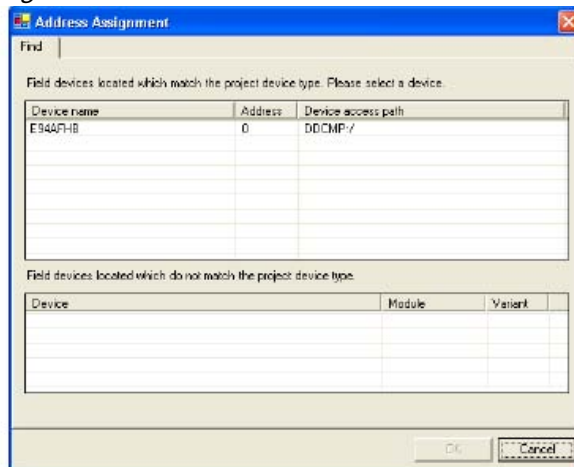 Address Assignment
Find
Field devices located which match the project device type. Please select a device.
Device name Address Device access path
E94AFHB 0 DDCMP:/
Field devices located which do not match the project device type.
Device Module Variant
OK Cancel